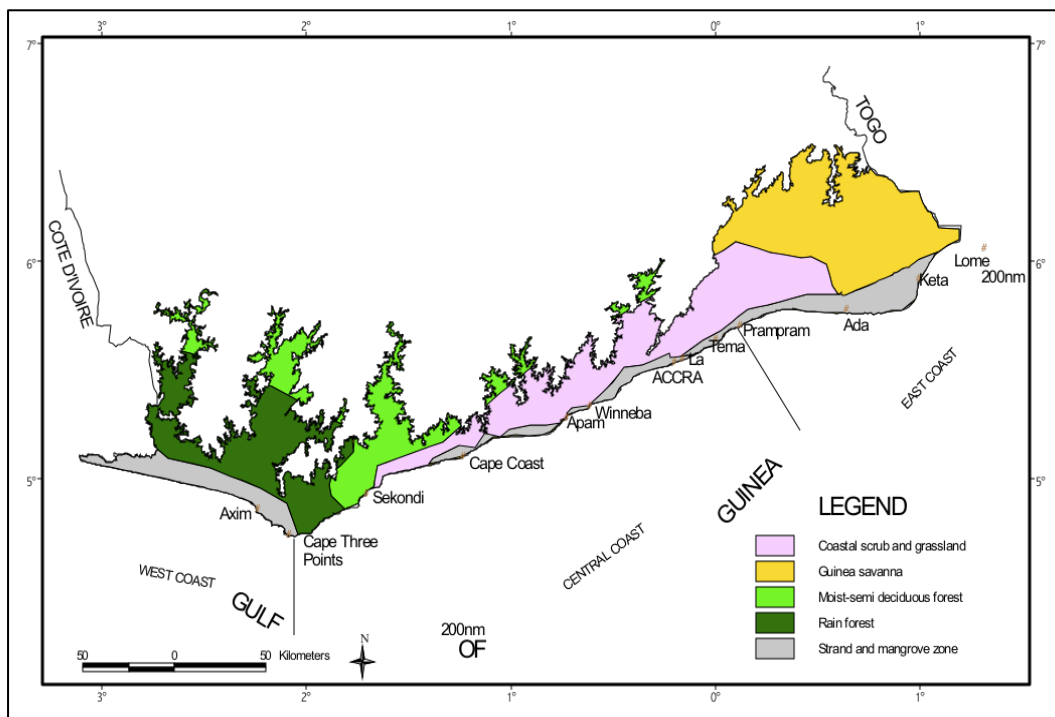 3° 2° 1° 0° 1°
7° 7°
TOGO
COTE D'IVOIRE
6° 6°
Lome
200nm
Keta
Ada
Prampram
Tema
La
ACCRA
EAST COAST
Winneba
Apam
Cape Coast
5° 5°
Sekondi
Axim
Cape Three
Points
WEST COAST
CENTRAL COAST
GULF
200nm
OF
GUINEA
LEGEND
Coastal scrub and grassland
Guinea savanna
Moist-semi deciduous forest
Rain forest
Strand and mangrove zone
N
50 0 50 Kilometers
3° 2° 1° 0° 1°